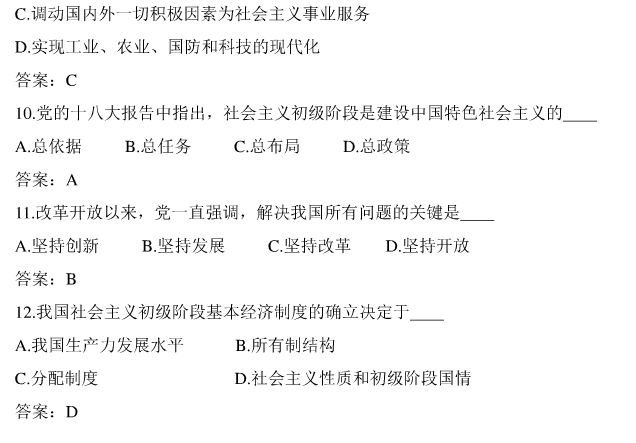 C.调动国内外一切积极因素为社会主义事业服务
D.实现工业、农业、国防和科技的现代化
答案：C
10.党的十八大报告中指出，社会主义初级阶段是建设中国特色社会主义的____
A.总依据 B.总任务 C.总布局 D.总政策
答案：A
11.改革开放以来，党一直强调，解决我国所有问题的关键是____
A.坚持创新 B.坚持发展 C.坚持改革 D.坚持开放
答案：B
12.我国社会主义初级阶段基本经济制度的确立决定于____
A.我国生产力发展水平 B.所有制结构
C.分配制度 D.社会主义性质和初级阶段国情
答案：D